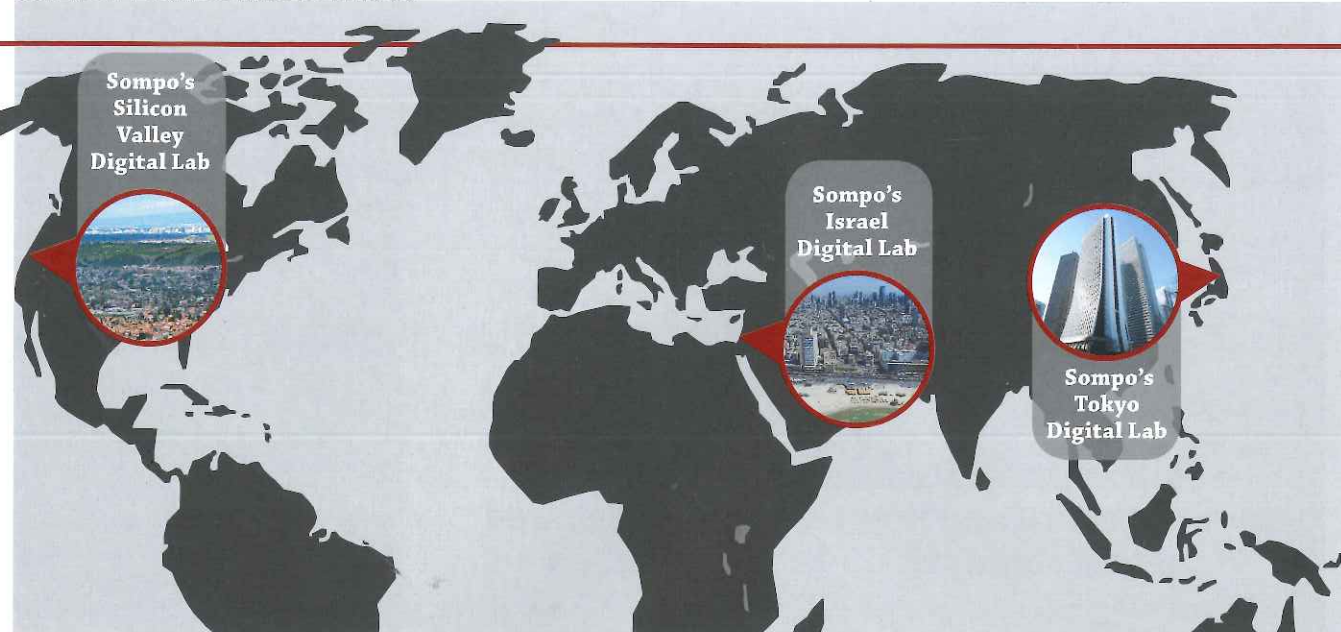 Sompo's
Silicon
Valley
Digital Lab
Sompo's
Israel
Digital Lab
Sompo's
Tokyo
Digital Lab